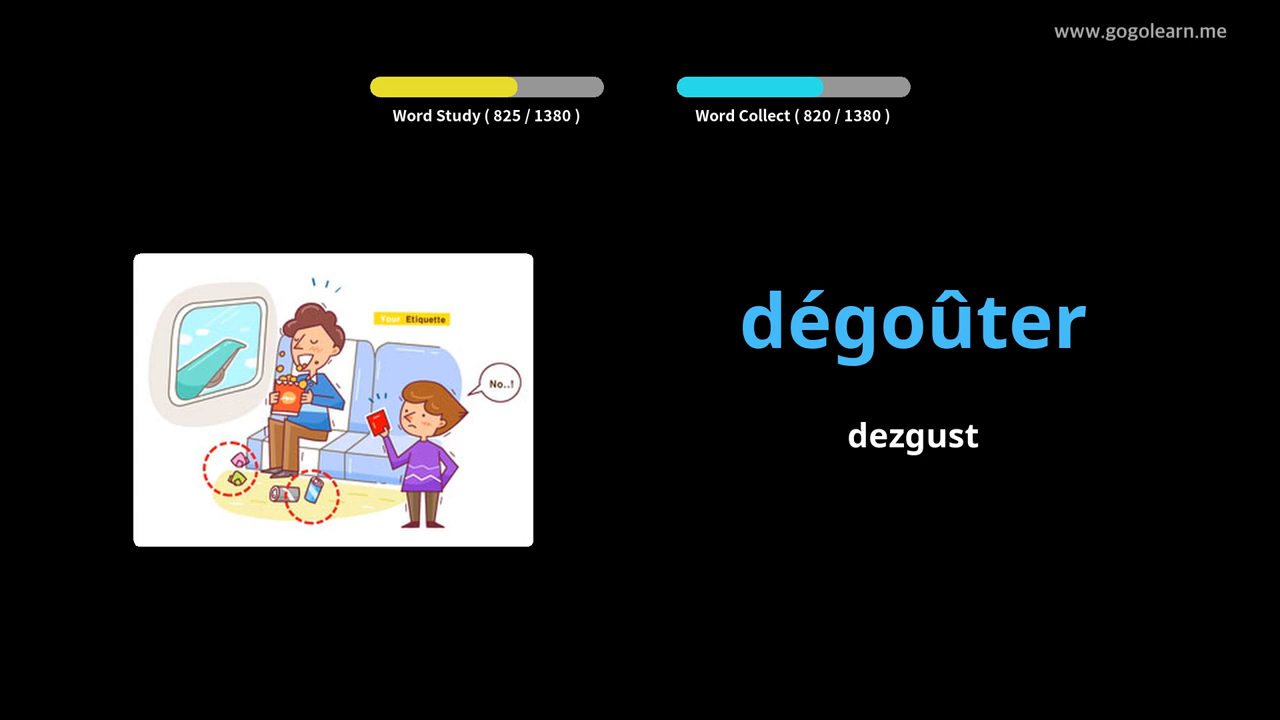 www.gogolearn.me
Word Study ( 825 / 1380 )
Word Collect ( 820 / 1380 )
Your Etiquette
No..!
dégoûter
dezgust